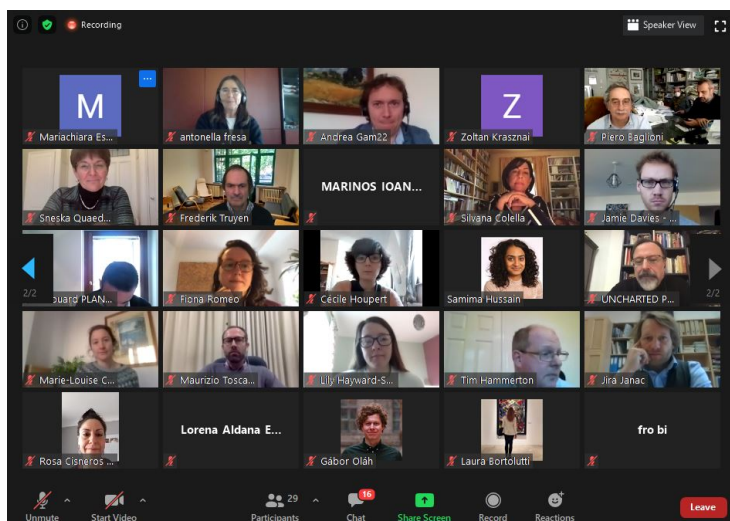 Recording
Speaker View
M
Z
Mariachiara Es...
antonella fresa
Andrea Gam22
Zoltan Krasznai
Piero Baglioni
MARINOS IOAN...
Sneska Quaed...
Frederik Truyen
Silvana Colella
Jamie Davies - ...
2/2
ouard PLAN...
Fiona Romeo
Cécile Houpert
Samima Hussain
UNCHARTED P...
2/2
Marie-Louise C...
Maurizio Tosca...
Lily Hayward-S...
Tim Hammerton
Jira Janac
Lorena Aldana E...
fro bi
Rosa Cisneros ...
Gábor Oláh
Laura Bortolutti
29
16
Unmute
Start Video
Participants
Chat
Share Screen
Record
Reactions
Leave